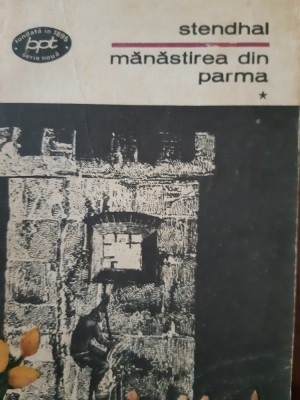 fondată în 1895
bpt
serie nouă
stendhal
mănăstirea din
parma
*